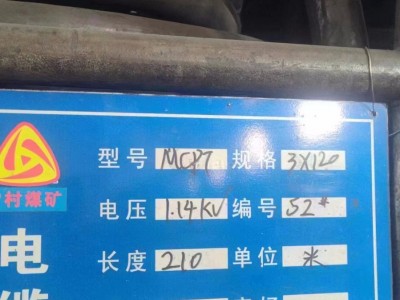 型号 MCPT 规格 3X120
村煤矿
电压 1.14KV 编号 52#
电
长度 210 单位 米